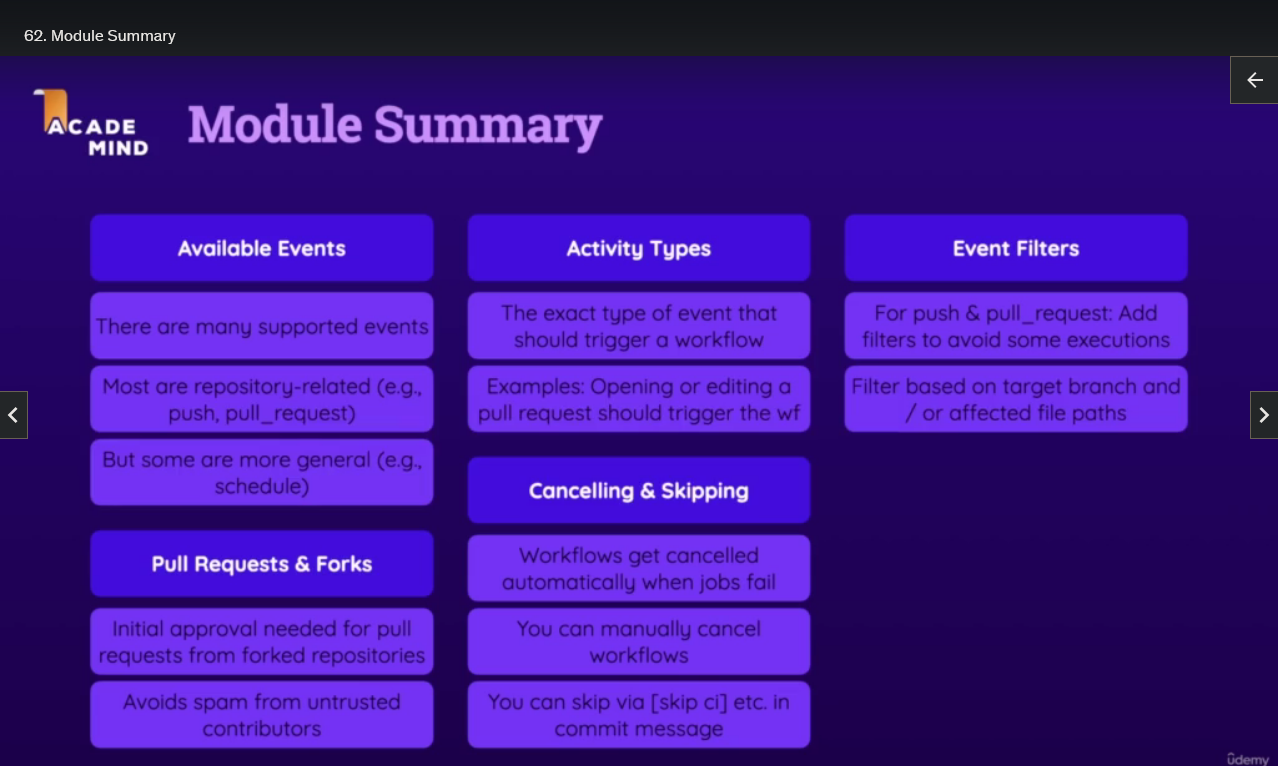 62. Module Summary
ACADE
MIND
Module Summary
Available Events
There are many supported events
Most are repository-related (e.g.,
push, pull_request)
But some are more general (e.g.,
schedule)
Pull Requests & Forks
Initial approval needed for pull
requests from forked repositories
Avoids spam from untrusted
contributors
Activity Types
The exact type of event that
should trigger a workflow
Examples: Opening or editing a
pull request should trigger the wf
Cancelling & Skipping
Workflows get cancelled
automatically when jobs fail
You can manually cancel
workflows
You can skip via [skip ci] etc. in
commit message
Event Filters
For push & pull_request: Add
filters to avoid some executions
Filter based on target branch and
/ or affected file paths
ûdemy